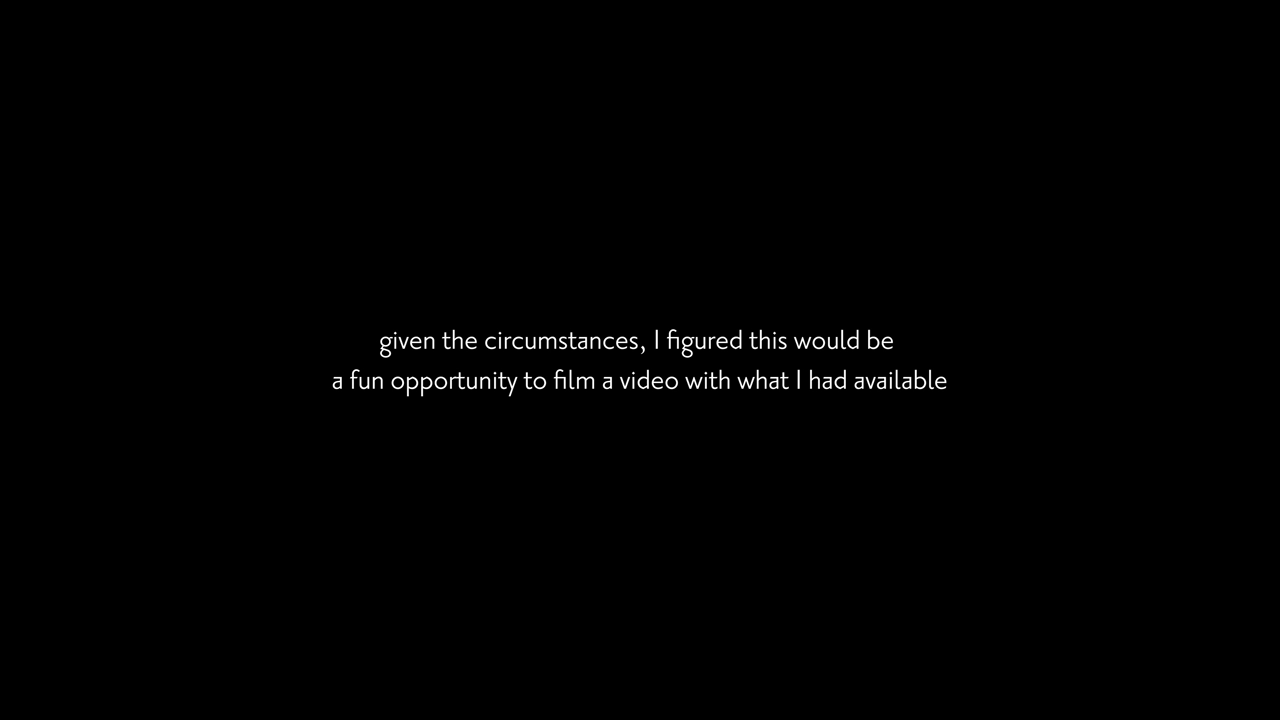 given the circumstances, I figured this would be
a fun opportunity to film a video with what I had available